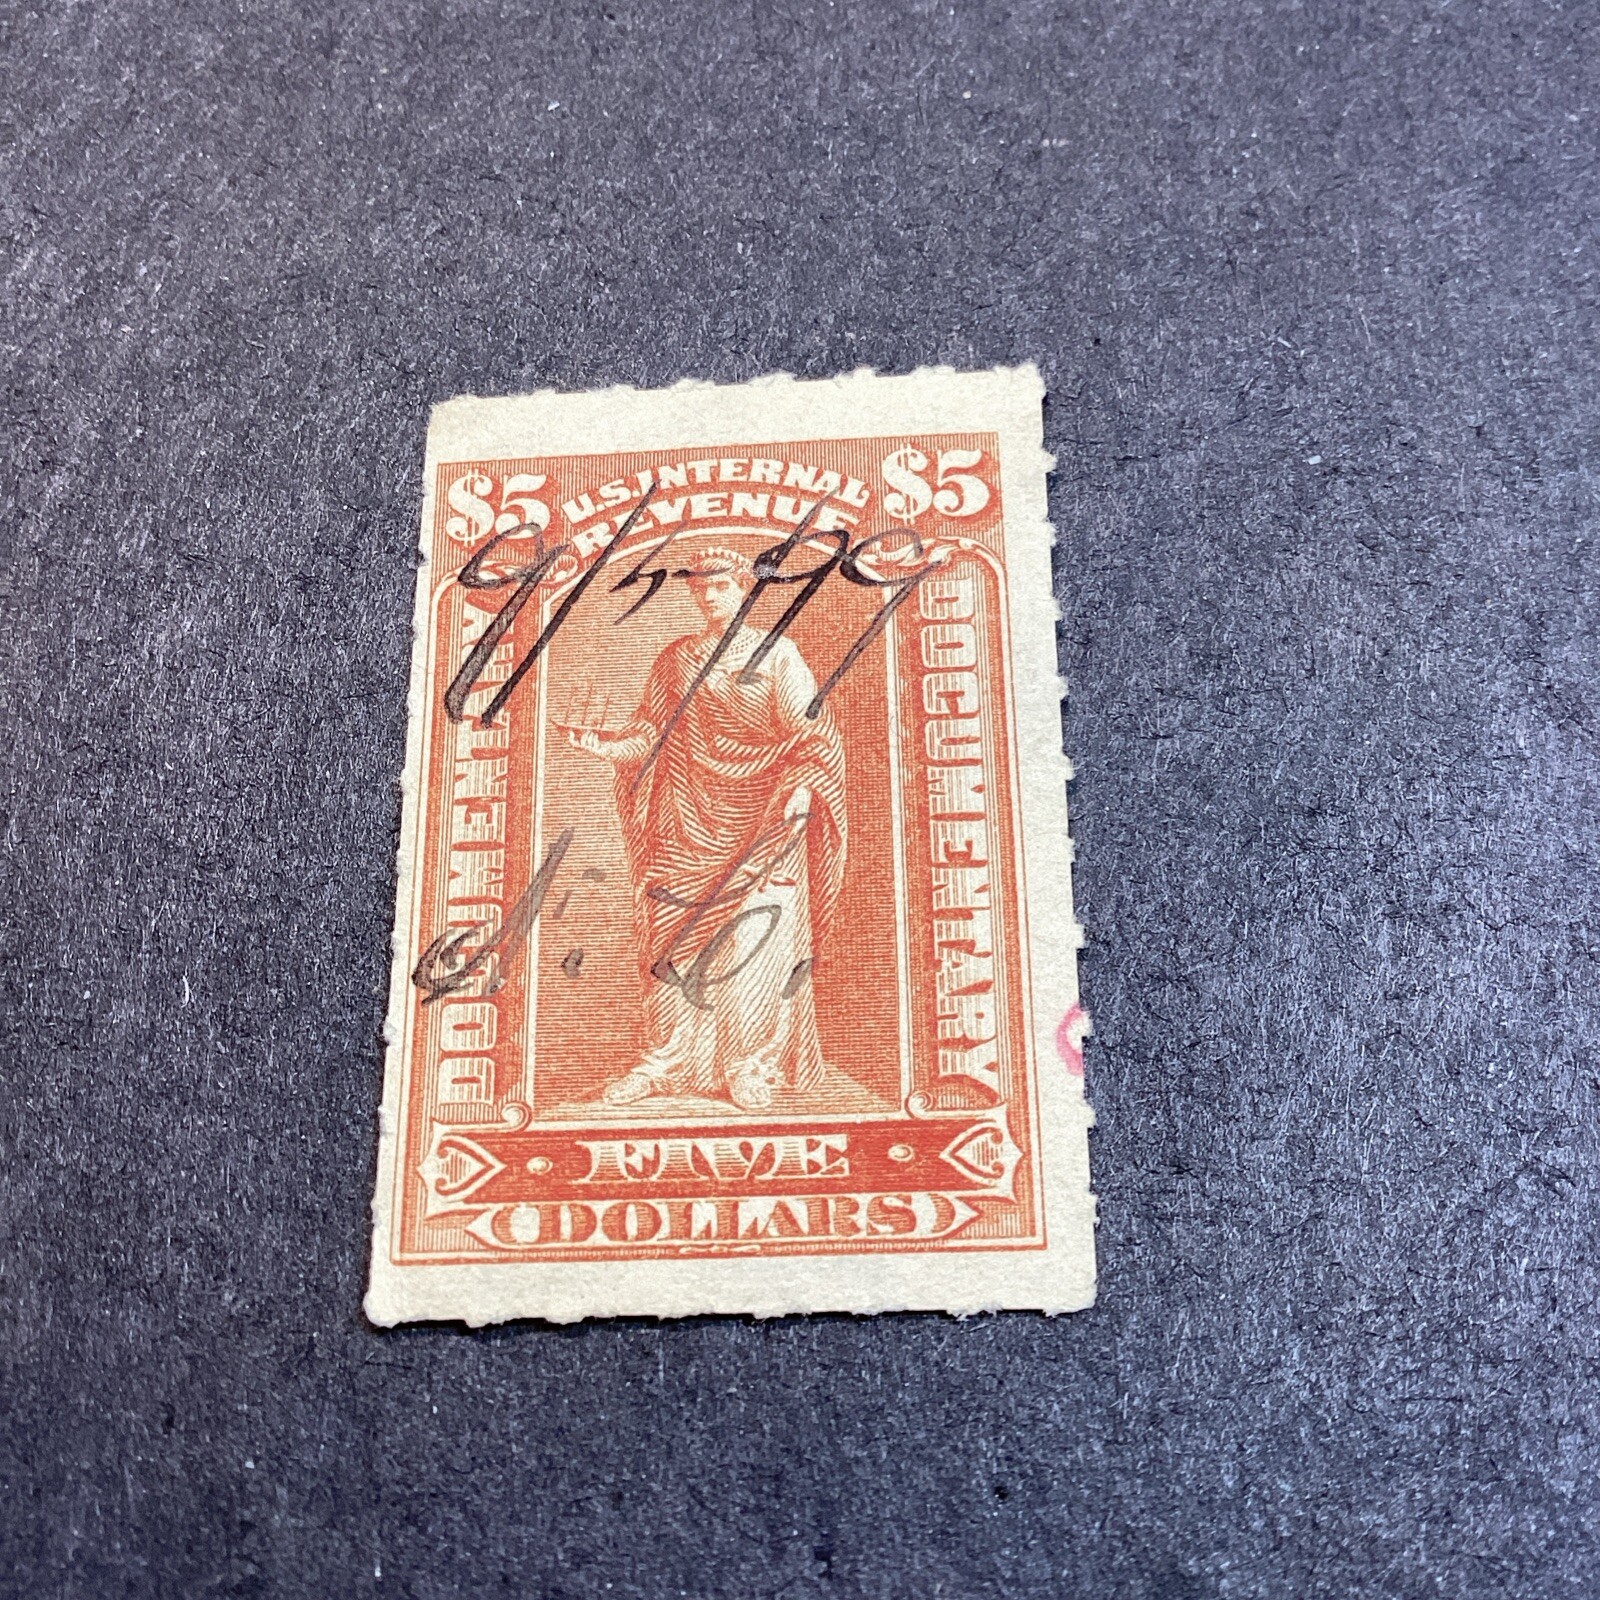 $5 U.S. INTERNAL $5
REVENUE
9/5-99
DOCUMENTARY
DOCUMENTARY
FIVE
DOLLARS